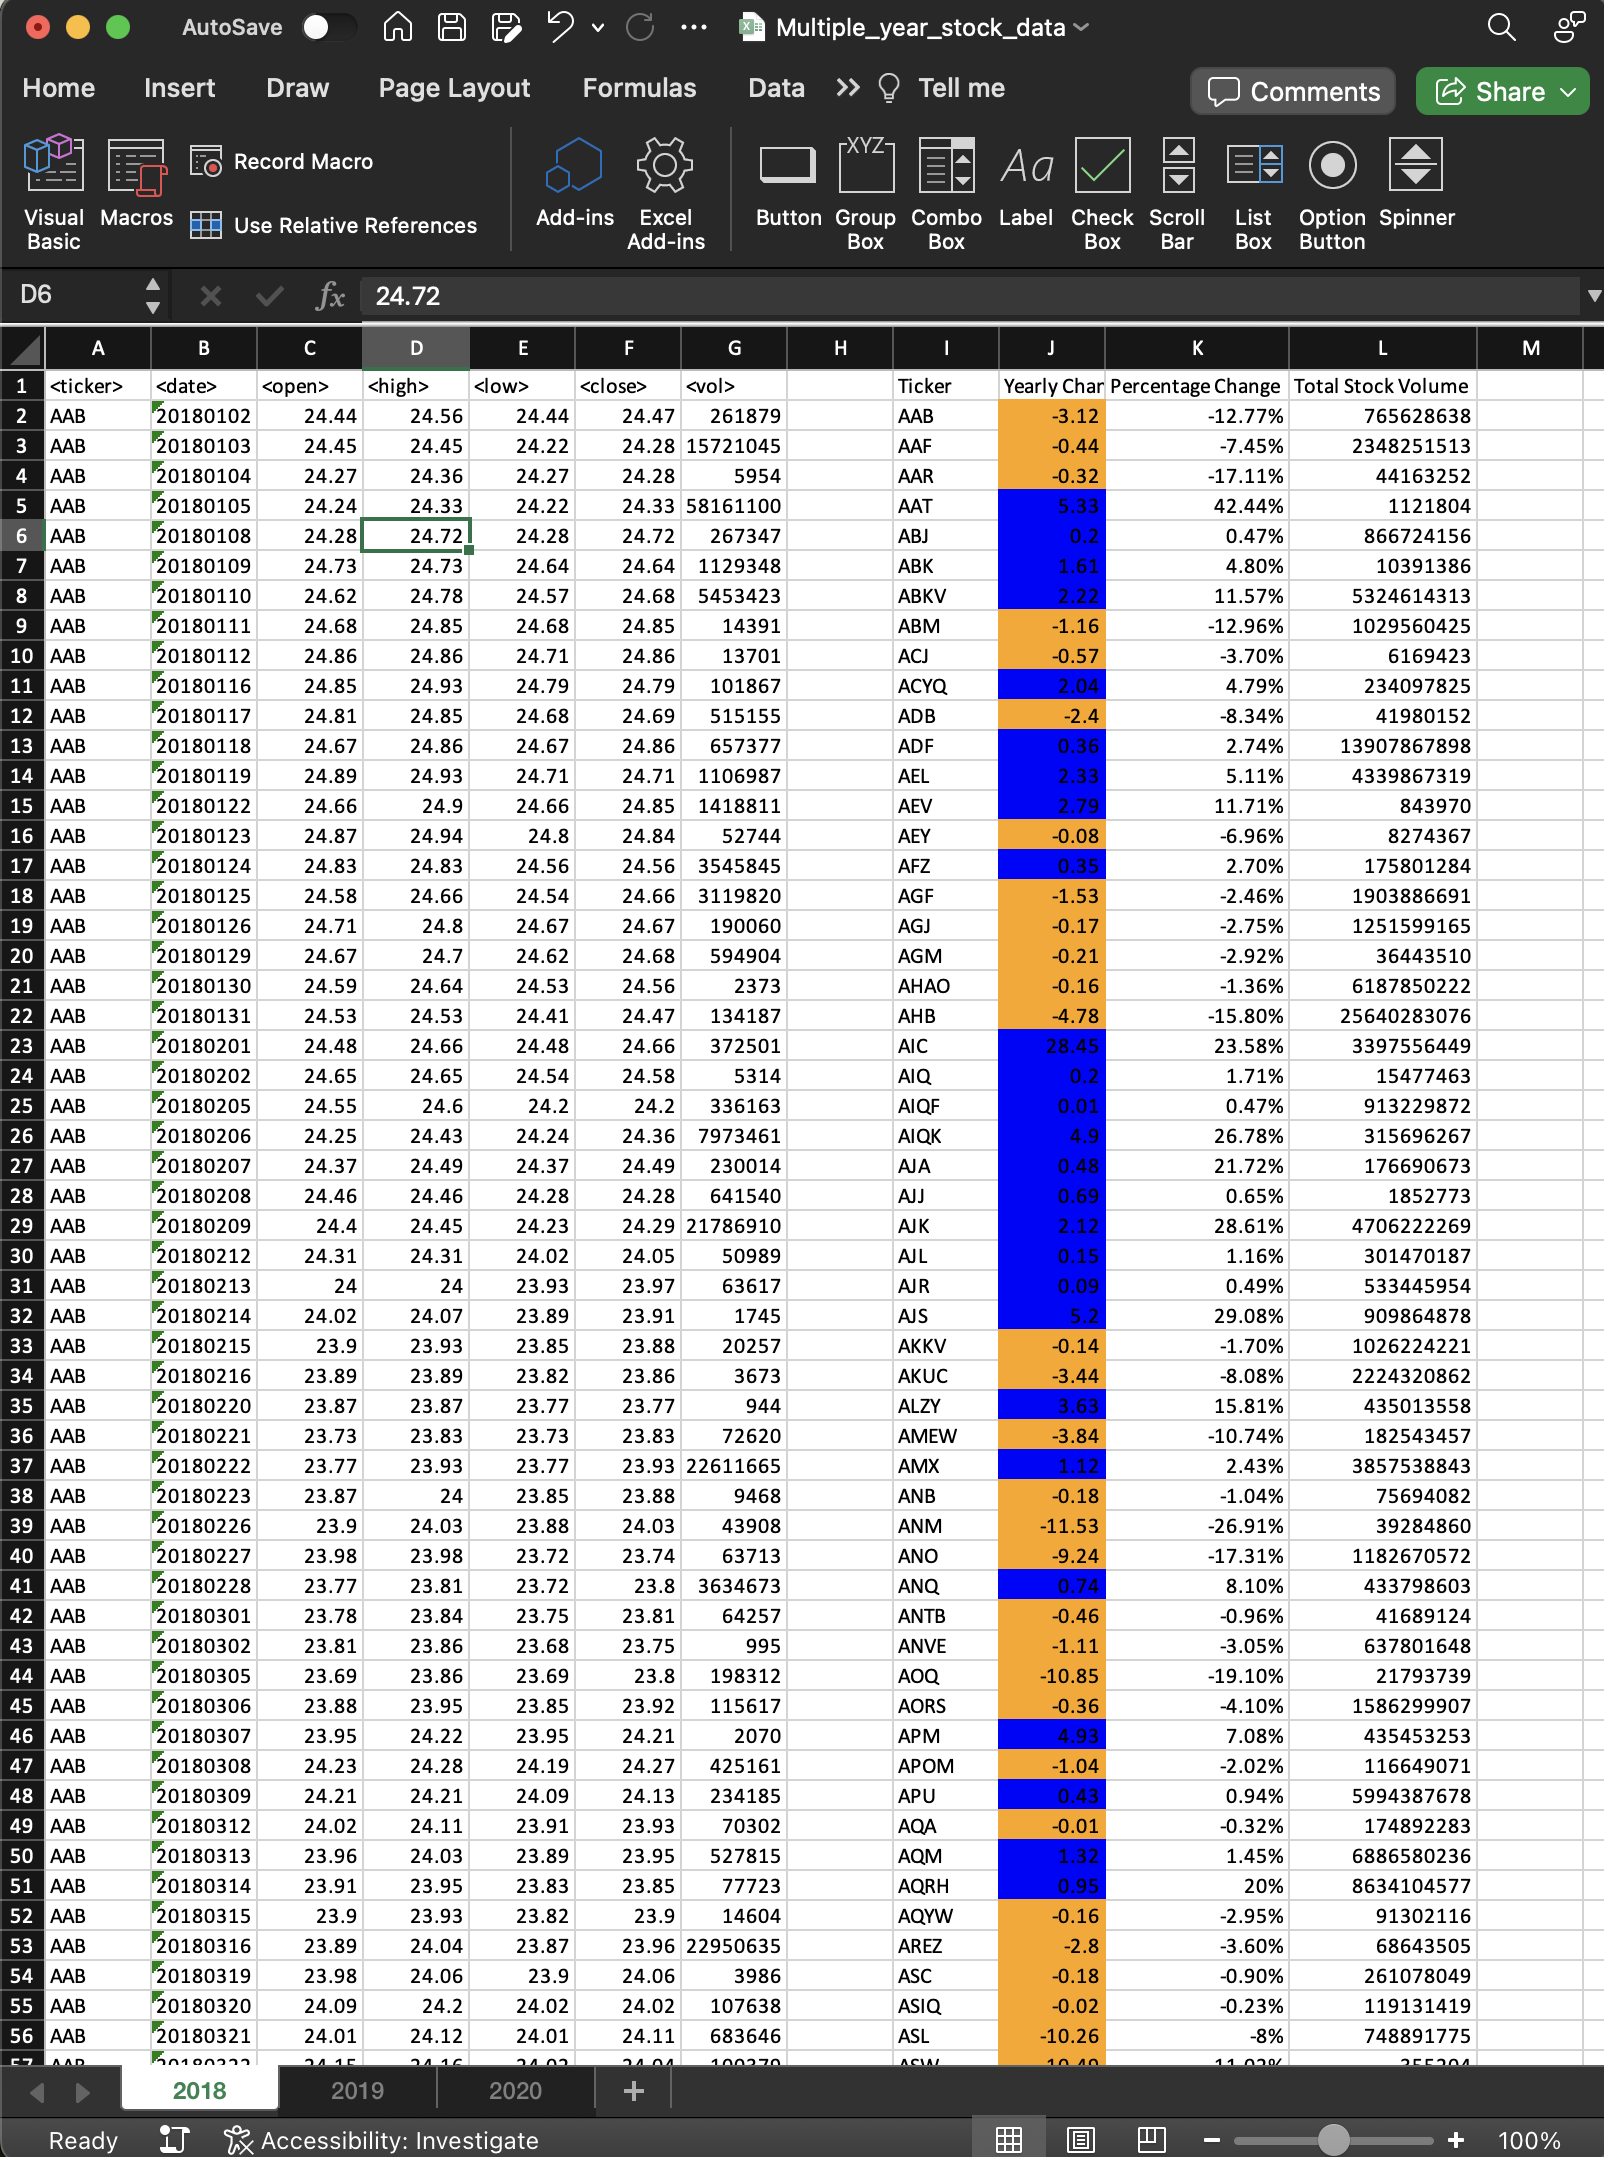 AutoSave Multiple_year_stock_data
Home Insert Draw Page Layout Formulas Data Tell me Comments Share
Visual Basic Macros Record Macro Use Relative References Add-ins Excel Add-ins Button Group Box XYZ Combo Box Aa Label Check Box Scroll Bar List Box Option Button Spinner
D6 fx 24.72
A B C D E F G H I J K L M
1 <ticker> <date> <open> <high> <low> <close> <vol> Ticker Yearly Char Percentage Change Total Stock Volume
2 AAB 20180102 24.44 24.56 24.44 24.47 261879 AAB -3.12 -12.77% 765628638
3 AAB 20180103 24.45 24.45 24.22 24.28 15721045 AAF -0.44 -7.45% 2348251513
4 AAB 20180104 24.27 24.36 24.27 24.28 5954 AAR -0.32 -17.11% 44163252
5 AAB 20180105 24.24 24.33 24.22 24.33 58161100 AAT 5.33 42.44% 1121804
6 AAB 20180108 24.28 24.72 24.28 24.72 267347 ABJ 0.2 0.47% 866724156
7 AAB 20180109 24.73 24.73 24.64 24.64 1129348 ABK 1.61 4.80% 10391386
8 AAB 20180110 24.62 24.78 24.57 24.68 5453423 ABKV 2.22 11.57% 5324614313
9 AAB 20180111 24.68 24.85 24.68 24.85 14391 ABM -1.16 -12.96% 1029560425
10 AAB 20180112 24.86 24.86 24.71 24.86 13701 ACJ -0.57 -3.70% 6169423
11 AAB 20180116 24.85 24.93 24.79 24.79 101867 ACYQ 2.04 4.79% 234097825
12 AAB 20180117 24.81 24.85 24.68 24.69 515155 ADB -2.4 -8.34% 41980152
13 AAB 20180118 24.67 24.86 24.67 24.86 657377 ADF 0.36 2.74% 13907867898
14 AAB 20180119 24.89 24.93 24.71 24.71 1106987 AEL 2.33 5.11% 4339867319
15 AAB 20180122 24.66 24.9 24.66 24.85 1418811 AEV 2.79 11.71% 843970
16 AAB 20180123 24.87 24.94 24.8 24.84 52744 AEY -0.08 -6.96% 8274367
17 AAB 20180124 24.83 24.83 24.56 24.56 3545845 AFZ 0.35 2.70% 175801284
18 AAB 20180125 24.58 24.66 24.54 24.66 3119820 AGF -1.53 -2.46% 1903886691
19 AAB 20180126 24.71 24.8 24.67 24.67 190060 AGJ -0.17 -2.75% 1251599165
20 AAB 20180129 24.67 24.7 24.62 24.68 594904 AGM -0.21 -2.92% 36443510
21 AAB 20180130 24.59 24.64 24.53 24.56 2373 AHAO -0.16 -1.36% 6187850222
22 AAB 20180131 24.53 24.53 24.41 24.47 134187 AHB -4.78 -15.80% 25640283076
23 AAB 20180201 24.48 24.66 24.48 24.66 372501 AIC 28.45 23.58% 3397556449
24 AAB 20180202 24.65 24.65 24.54 24.58 5314 AIQ 0.2 1.71% 15477463
25 AAB 20180205 24.55 24.6 24.2 24.2 336163 AIQF 0.01 0.47% 913229872
26 AAB 20180206 24.25 24.43 24.24 24.36 7973461 AIQK 4.9 26.78% 315696267
27 AAB 20180207 24.37 24.49 24.37 24.49 230014 AJA 0.48 21.72% 176690673
28 AAB 20180208 24.46 24.46 24.28 24.28 641540 AJJ 0.69 0.65% 1852773
29 AAB 20180209 24.4 24.45 24.23 24.29 21786910 AJK 2.12 28.61% 4706222269
30 AAB 20180212 24.31 24.31 24.02 24.05 50989 AJL 0.15 1.16% 301470187
31 AAB 20180213 24 24 23.93 23.97 63617 AJR 0.09 0.49% 533445954
32 AAB 20180214 24.02 24.07 23.89 23.91 1745 AJS 5.2 29.08% 909864878
33 AAB 20180215 23.9 23.93 23.85 23.88 20257 AKKV -0.14 -1.70% 1026224221
34 AAB 20180216 23.89 23.89 23.82 23.86 3673 AKUC -3.44 -8.08% 2224320862
35 AAB 20180220 23.87 23.87 23.77 23.77 944 ALZY 3.63 15.81% 435013558
36 AAB 20180221 23.73 23.83 23.73 23.83 72620 AMEW -3.84 -10.74% 182543457
37 AAB 20180222 23.77 23.93 23.77 23.93 22611665 AMX 1.12 2.43% 3857538843
38 AAB 20180223 23.87 24 23.85 23.88 9468 ANB -0.18 -1.04% 75694082
39 AAB 20180226 23.9 24.03 23.88 24.03 43908 ANM -11.53 -26.91% 39284860
40 AAB 20180227 23.98 23.98 23.72 23.74 63713 ANO -9.24 -17.31% 1182670572
41 AAB 20180228 23.77 23.81 23.72 23.8 3634673 ANQ 0.74 8.10% 433798603
42 AAB 20180301 23.78 23.84 23.75 23.81 64257 ANTB -0.46 -0.96% 41689124
43 AAB 20180302 23.81 23.86 23.68 23.75 995 ANVE -1.11 -3.05% 637801648
44 AAB 20180305 23.69 23.86 23.69 23.8 198312 AOQ -10.85 -19.10% 21793739
45 AAB 20180306 23.88 23.95 23.85 23.92 115617 AORS -0.36 -4.10% 1586299907
46 AAB 20180307 23.95 24.22 23.95 24.21 2070 APM 4.93 7.08% 435453253
47 AAB 20180308 24.23 24.28 24.19 24.27 425161 APOM -1.04 -2.02% 116649071
48 AAB 20180309 24.21 24.21 24.09 24.13 234185 APU 0.43 0.94% 5994387678
49 AAB 20180312 24.02 24.11 23.91 23.93 70302 AQA -0.01 -0.32% 174892283
50 AAB 20180313 23.96 24.03 23.89 23.95 527815 AQM 1.32 1.45% 6886580236
51 AAB 20180314 23.91 23.95 23.83 23.85 77723 AQRH 0.95 20% 8634104577
52 AAB 20180315 23.9 23.93 23.82 23.9 14604 AQYW -0.16 -2.95% 91302116
53 AAB 20180316 23.89 24.04 23.87 23.96 22950635 AREZ -2.8 -3.60% 68643505
54 AAB 20180319 23.98 24.06 23.9 24.06 3986 ASC -0.18 -0.90% 261078049
55 AAB 20180320 24.09 24.2 24.02 24.02 107638 ASIQ -0.02 -0.23% 119131419
56 AAB 20180321 24.01 24.12 24.01 24.11 683646 ASL -10.26 -8% 748891775
2018 2019 2020 +
Ready Accessibility: Investigate 100%